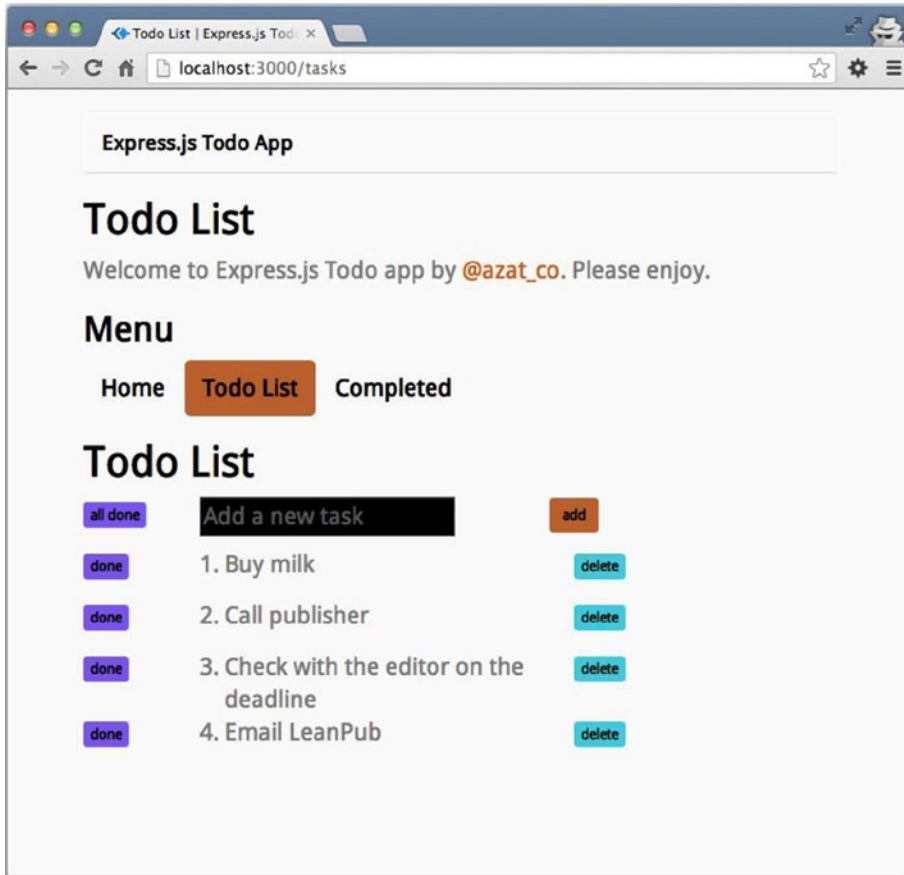 Todo List | Express.js Tod
localhost:3000/tasks
Express.js Todo App
Todo List
Welcome to Express.js Todo app by @azat_co. Please enjoy.
Menu
Home Todo List Completed
Todo List
all done Add a new task add
done 1. Buy milk delete
done 2. Call publisher delete
done 3. Check with the editor on the delete
deadline
done 4. Email LeanPub delete